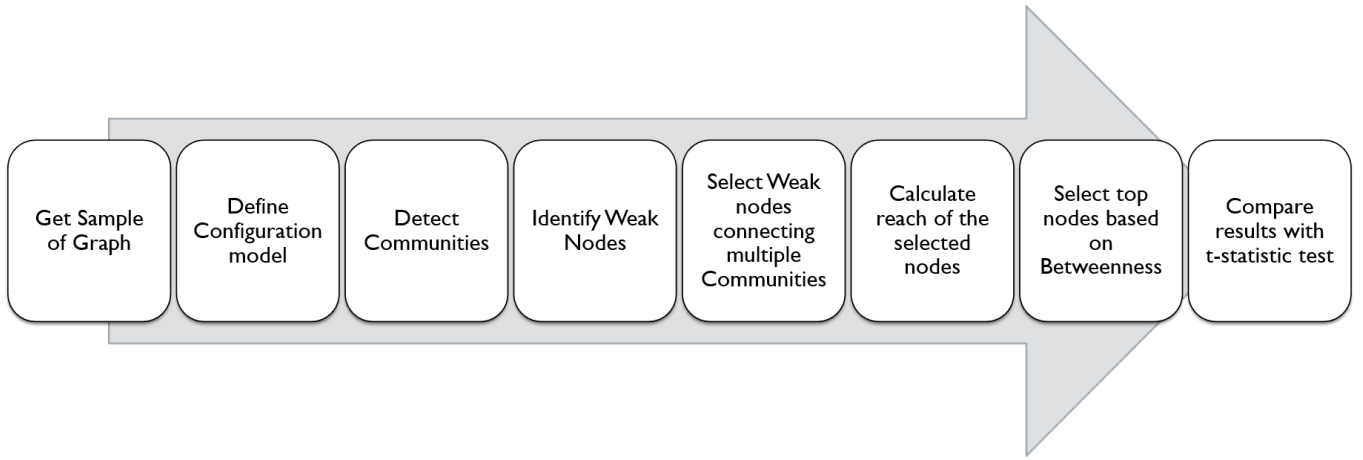 Get Sample
of Graph
Define
Configuration
model
Detect
Communities
Identify Weak
Nodes
Select Weak
nodes
connecting
multiple
Communities
Calculate
reach of the
selected
nodes
Select top
nodes based
on
Betweenness
Compare
results with
t-statistic test